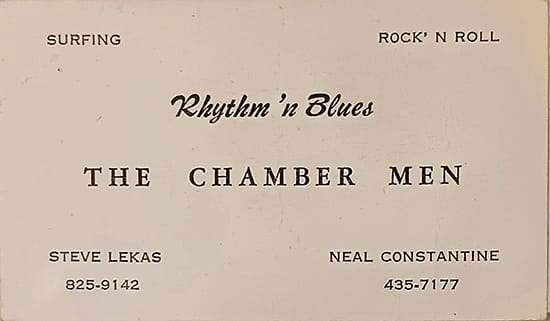 SURFING
ROCK' N ROLL
Rhythm 'n Blues
THE CHAMBER MEN
STEVE LEKAS
NEAL CONSTANTINE
825-9142
435-7177